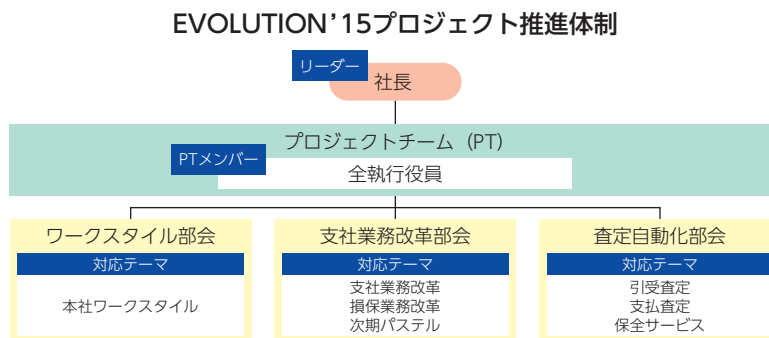 EVOLUTION’15プロジェクト推進体制
リーダー
社長
プロジェクトチーム（PT）
PTメンバー
全執行役員
ワークスタイル部会
対応テーマ
本社ワークスタイル
支社業務改革部会
対応テーマ
支社業務改革
損保業務改革
次期パステル
査定自動化部会
対応テーマ
引受査定
支払査定
保全サービス